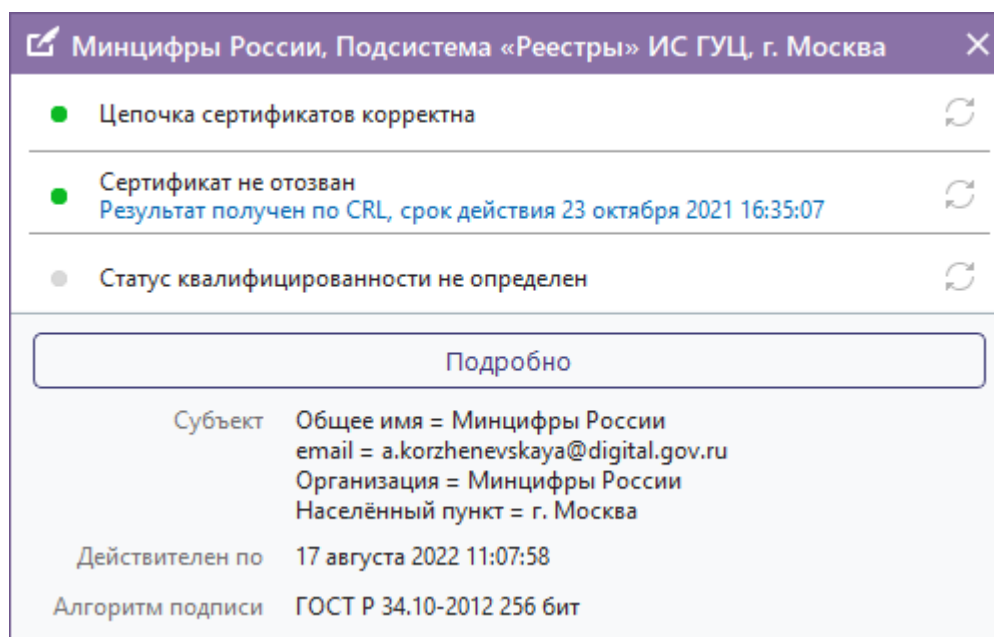 Минцифры России, Подсистема «Реестры» ИС ГУЦ, г. Москва
Цепочка сертификатов корректна
Сертификат не отозван
Результат получен по CRL, срок действия 23 октября 2021 16:35:07
Статус квалифицированности не определен
Подробно
Субъект Общее имя = Минцифры России
email = a.korzhenevskaya@digital.gov.ru
Организация = Минцифры России
Населённый пункт = г. Москва
Действителен по 17 августа 2022 11:07:58
Алгоритм подписи ГОСТ Р 34.10-2012 256 бит